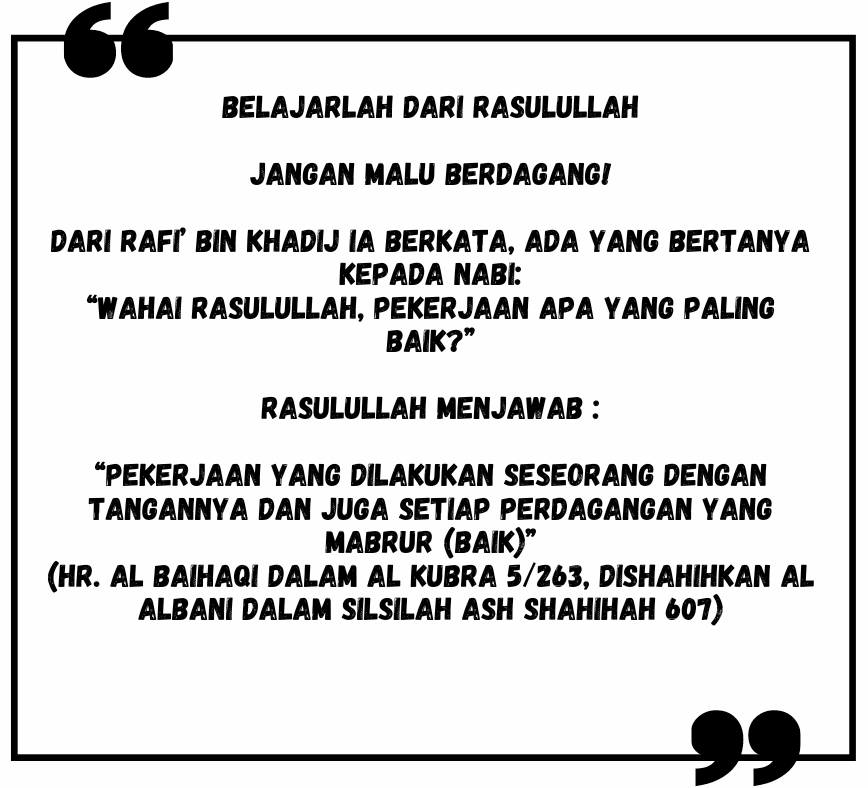 BELAJARLAH DARI RASULULLAH
JANGAN MALU BERDAGANG!
DARI RAFI' BIN KHADIJ IA BERKATA, ADA YANG BERTANYA
KEPADA NABI:
“WAHAI RASULULLAH, PEKERJAAN APA YANG PALING
BAIK?”
RASULULLAH MENJAWAB :
“PEKERJAAN YANG DILAKUKAN SESEORANG DENGAN
TANGANNYA DAN JUGA SETIAP PERDAGANGAN YANG
MABRUR (BAIK)”
(HR. AL BAIHAQI DALAM AL KUBRA 5/263, DISHAHIHKAN AL
ALBANI DALAM SILSILAH ASH SHAHIHAH 607)